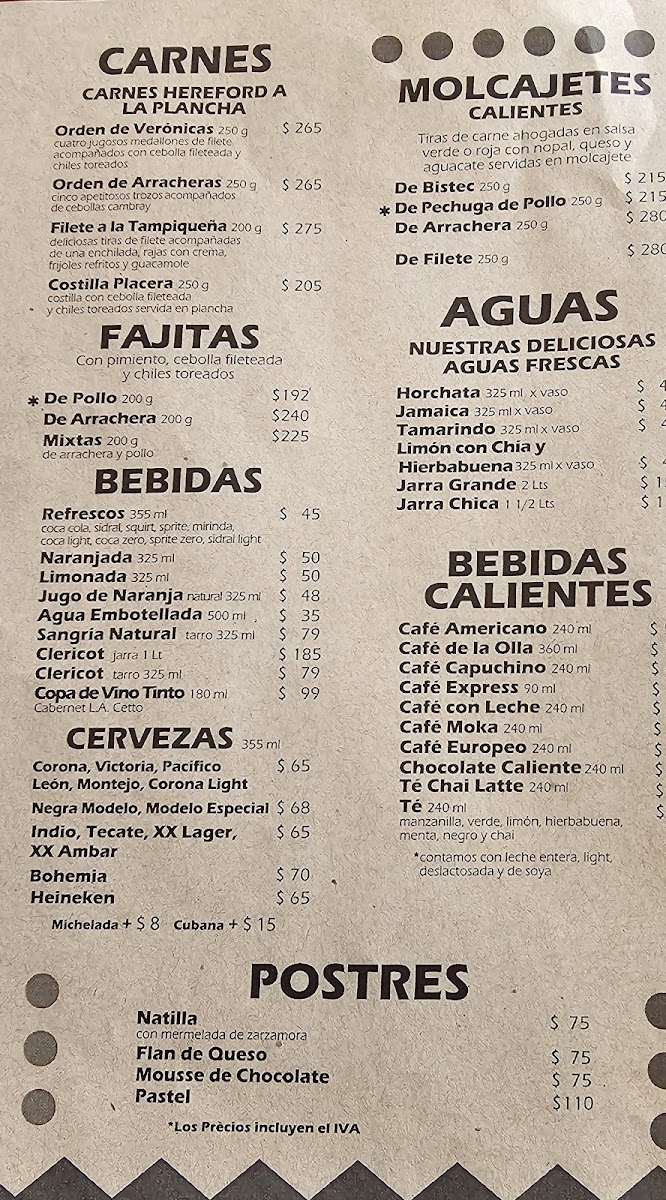 CARNES
CARNES HEREFORD A
LA PLANCHA
Orden de Verónicas 250 g $ 265
cuatro jugosos medallones de filete
acompañados con cebolla fileteada y
chiles toreados
Orden de Arracheras 250 g $ 265
cinco apetitosos trozos acompañados
de cebollas cambray
Filete a la Tampiqueña 200 g $ 275
deliciosas tiras de filete acompañadas
de una enchilada, rajas con crema,
frijoles refritos y guacamole
Costilla Placera 250 g $ 205
costilla con cebolla fileteada
y chiles toreados servida en plancha
FAJITAS
Con pimiento, cebolla fileteada
y chiles toreados
* De Pollo 200 g $192
De Arrachera 200 g $240
Mixtas 200 g $225
de arrachera y pollo
BEBIDAS
Refrescos 355 ml $ 45
coca cola, sidral, squirt, sprite, mirinda,
coca light, coca zero, sprite zero, sidral light
Naranjada 325 ml $ 50
Limonada 325 ml $ 50
Jugo de Naranja natural 325 ml $ 48
Agua Embotellada 500 ml $ 35
Sangría Natural tarro 325 ml $ 79
Clericot jarra 1 Lt $ 185
Clericot tarro 325 ml $ 79
Copa de Vino Tinto 180 ml $ 99
Cabernet L.A. Cetto
CERVEZAS 355 ml
Corona, Victoria, Pacifico $ 65
León, Montejo, Corona Light
Negra Modelo, Modelo Especial $ 68
Indio, Tecate, XX Lager, $ 65
XX Ambar
Bohemia $ 70
Heineken $ 65
Michelada + $ 8 Cubana + $ 15
MOLCAJETES
CALIENTES
Tiras de carne ahogadas en salsa
verde o roja con nopal, queso y
aguacate servidas en molcajete
De Bistec 250 g $ 215
* De Pechuga de Pollo 250 g $ 215
De Arrachera 250 g $ 280
De Filete 250 g $ 280
AGUAS
NUESTRAS DELICIOSAS
AGUAS FRESCAS
Horchata 325 ml x vaso $ 4
Jamaica 325 ml x vaso $ 4
Tamarindo 325 ml x vaso $ 4
Limón con Chía y
Hierbabuena 325 ml x vaso $ 4
Jarra Grande 2 Lts $ 1
Jarra Chica 1 1/2 Lts $ 1
BEBIDAS
CALIENTES
Café Americano 240 ml $
Café de la Olla 360 ml $
Café Capuchino 240 ml $
Café Express 90 ml $
Café con Leche 240 ml $
Café Moka 240 ml $
Café Europeo 240 ml $
Chocolate Caliente 240 ml $
Té Chai Latte 240 ml $
Té 240 ml $
manzanilla, verde, limón, hierbabuena,
menta, negro y chai
*contamos con leche entera, light,
deslactosada y de soya
POSTRES
Natilla $ 75
con mermelada de zarzamora
Flan de Queso $ 75
Mousse de Chocolate $ 75
Pastel $110
*Los Précios incluyen el IVA